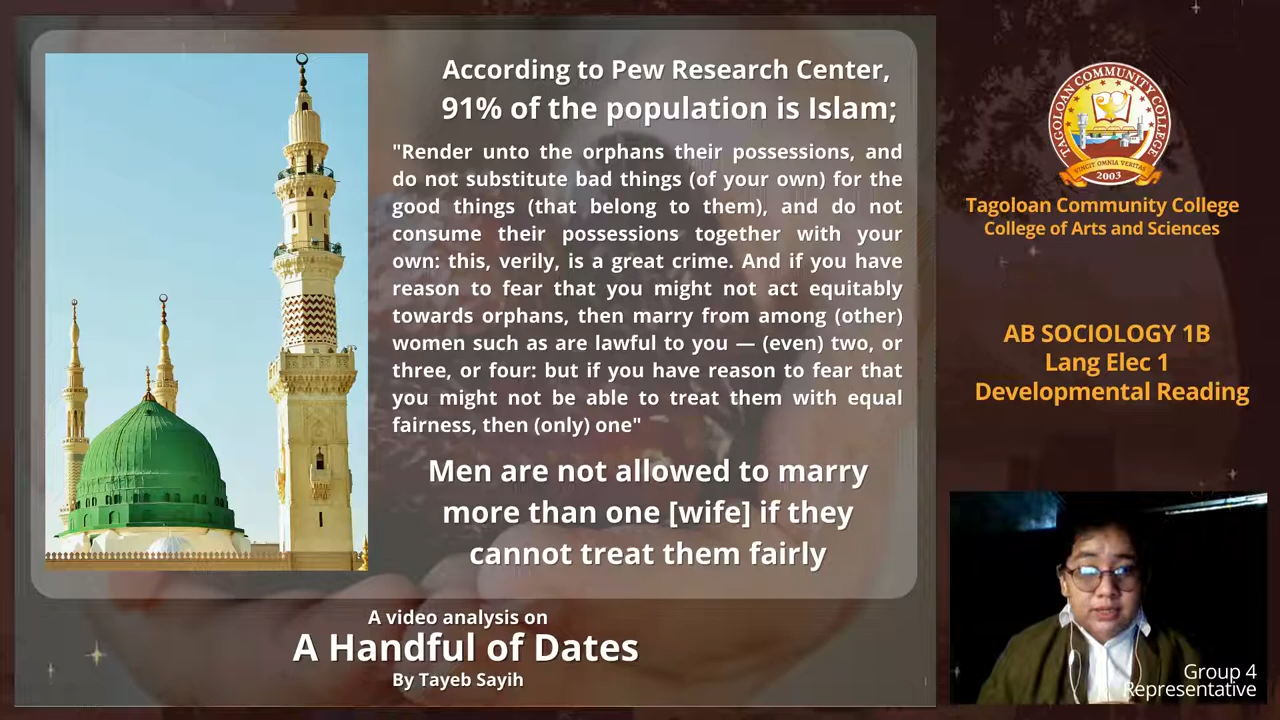 According to Pew Research Center,
91% of the population is Islam;
"Render unto the orphans their possessions, and
do not substitute bad things (of your own) for the
good things (that belong to them), and do not
consume their possessions together with your
own: this, verily, is a great crime. And if you have
reason to fear that you might not act equitably
towards orphans, then marry from among (other)
women such as are lawful to you — (even) two, or
three, or four: but if you have reason to fear that
you might not be able to treat them with equal
fairness, then (only) one"
Men are not allowed to marry
more than one [wife] if they
cannot treat them fairly
A video analysis on
A Handful of Dates
By Tayeb Sayih
TAGOLOAN COMMUNITY COLLEGE
VINCIT OMNIA VERITAS
2003
Tagoloan Community College
College of Arts and Sciences
AB SOCIOLOGY 1B
Lang Elec 1
Developmental Reading
Group 4
Representative